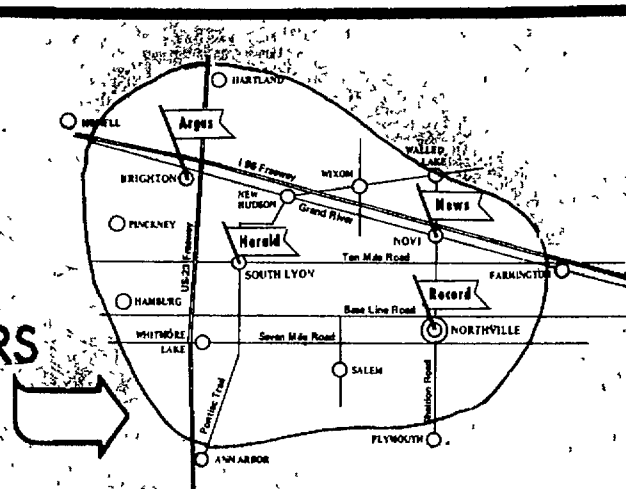 HARTLAND
HOWELL
Argus
I 96 Freeway
WALLED
LAKE
WIXOM
BRIGHTON
NEW
HUDSON
Grand River
News
PINCKNEY
Herald
NOVI
US-23 Freeway
Ten Mile Road
SOUTH LYON
FARMINGTON
Record
HAMBURG
Base Line Road
NORTHVILLE
WHITMORE
LAKE
Seven Mile Road
RS
SALEM
Pontiac Trail
Sheldon Road
PLYMOUTH
ANN ARBOR